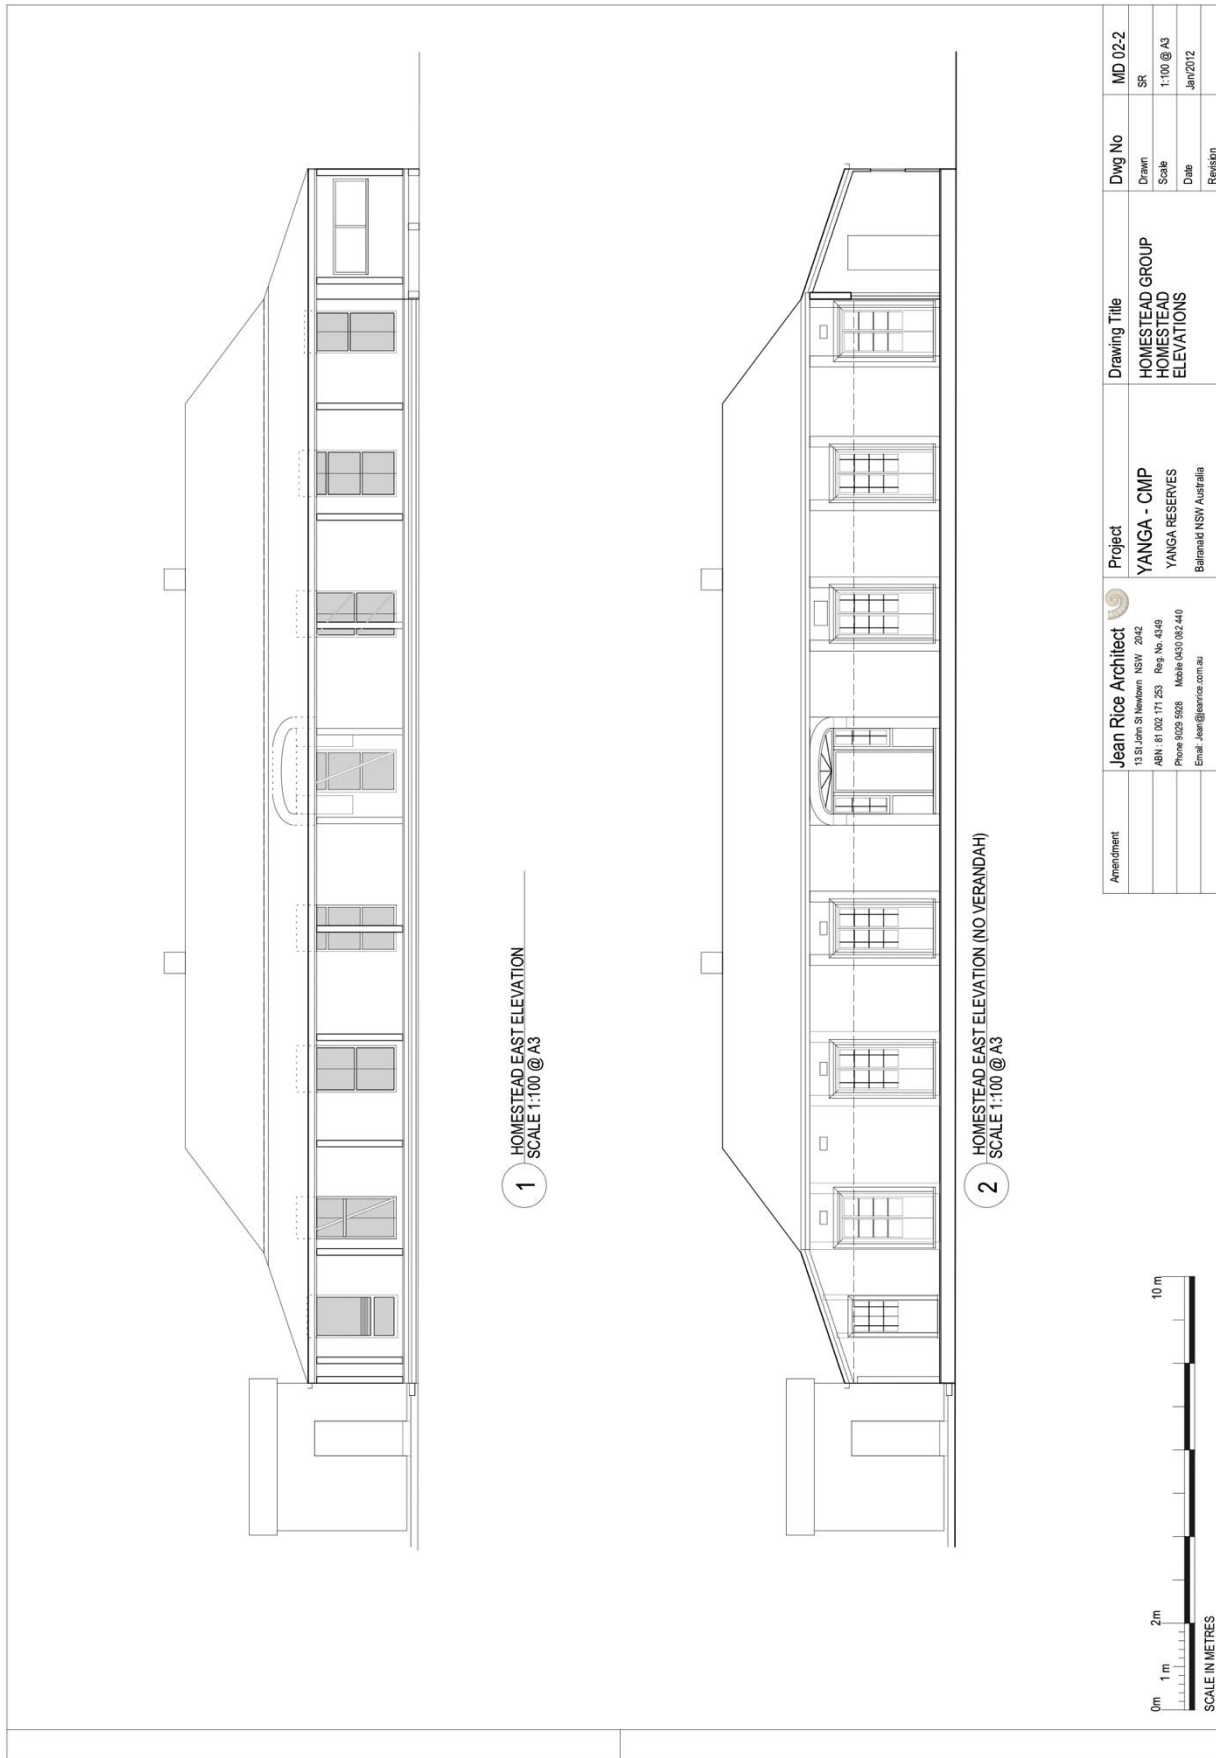 1
HOMESTEAD EAST ELEVATION
SCALE 1:100 @ A3
2
HOMESTEAD EAST ELEVATION (NO VERANDAH)
SCALE 1:100 @ A3
0m 1 m 2m 10 m
SCALE IN METRES
Amendment
Jean Rice Architect
13 St John St Newtown NSW 2042
ABN : 81 002 171 253 Reg. No. 4349
Phone 9029 5928 Mobile 0430 082 440
Email: Jean@jeanrice.com.au
Project
YANGA - CMP
YANGA RESERVES
Balranald NSW Australia
Drawing Title
HOMESTEAD GROUP
HOMESTEAD
ELEVATIONS
Dwg No MD 02-2
Drawn SR
Scale 1:100 @ A3
Date Jan/2012
Revision